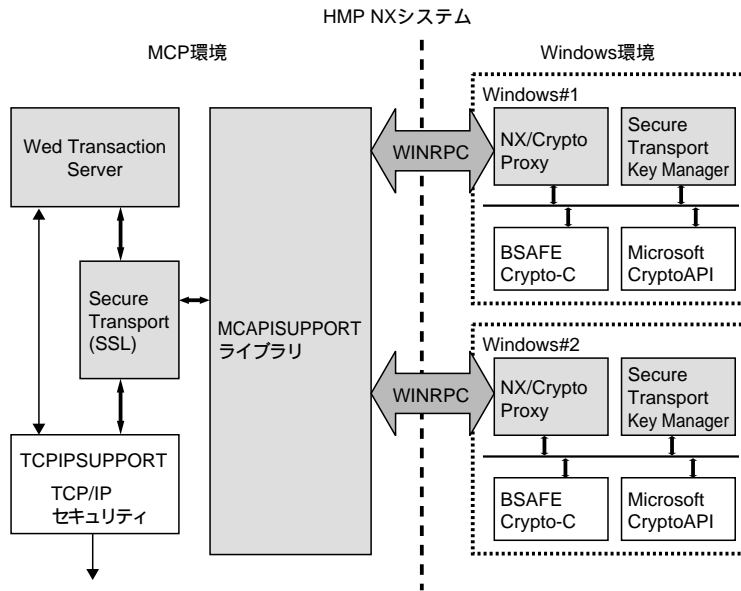 HMP NXシステム
MCP環境
Windows環境
Wed Transaction
Server
Secure
Transport
(SSL)
TCPIPSUPPORT
TCP/IP
セキュリティ
MCAPISUPPORT
ライブラリ
WINRPC
WINRPC
Windows#1
NX/Crypto
Proxy
Secure
Transport
Key Manager
BSAFE
Crypto-C
Microsoft
CryptoAPI
Windows#2
NX/Crypto
Proxy
Secure
Transport
Key Manager
BSAFE
Crypto-C
Microsoft
CryptoAPI